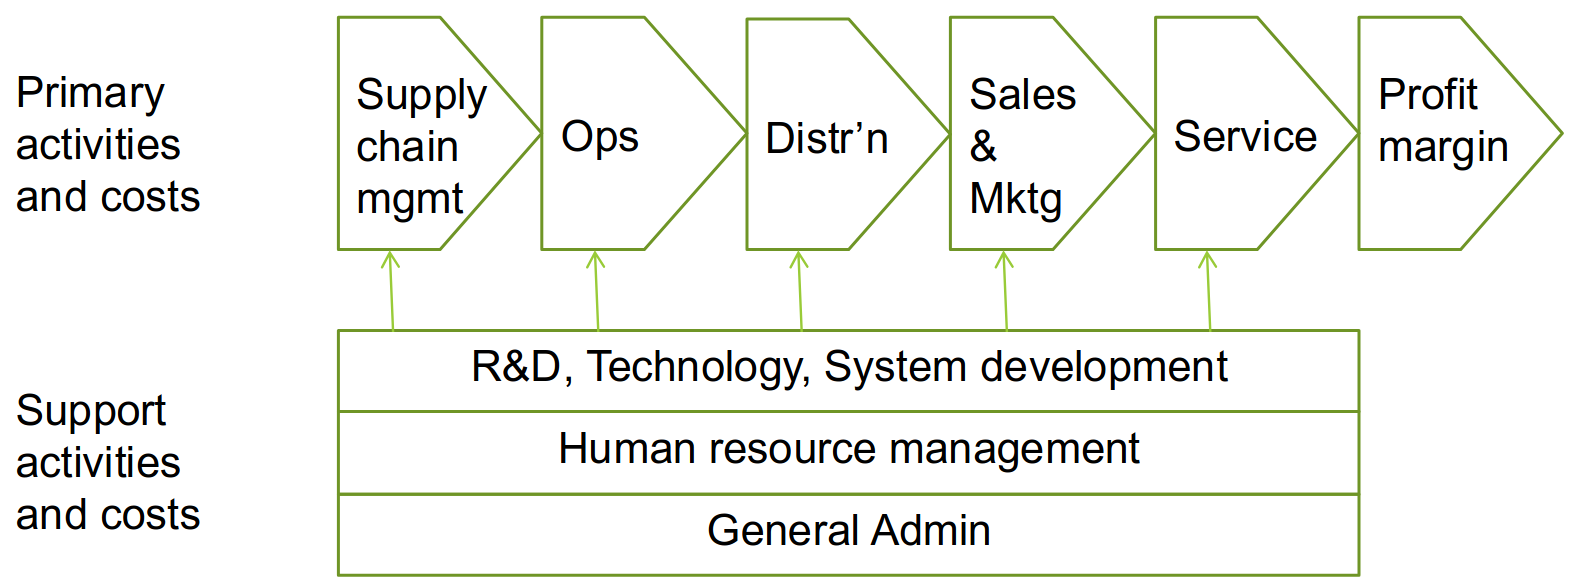 Primary
activities
and costs
Supply
chain
mgmt
Ops
Distr’n
Sales
&
Mktg
Service
Profit
margin
Support
activities
and costs
R&D, Technology, System development
Human resource management
General Admin